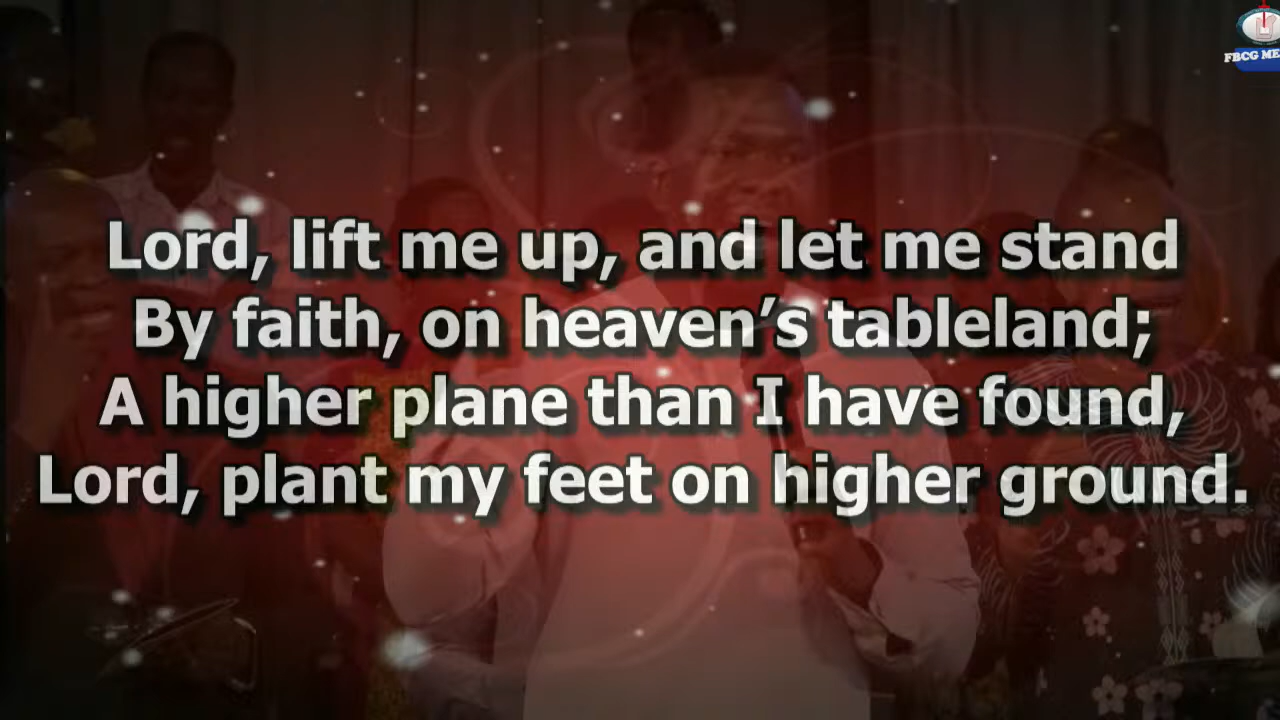 FBCG ME
Lord, lift me up, and let me stand
By faith, on heaven’s tableland;
A higher plane than I have found,
Lord, plant my feet on higher ground.